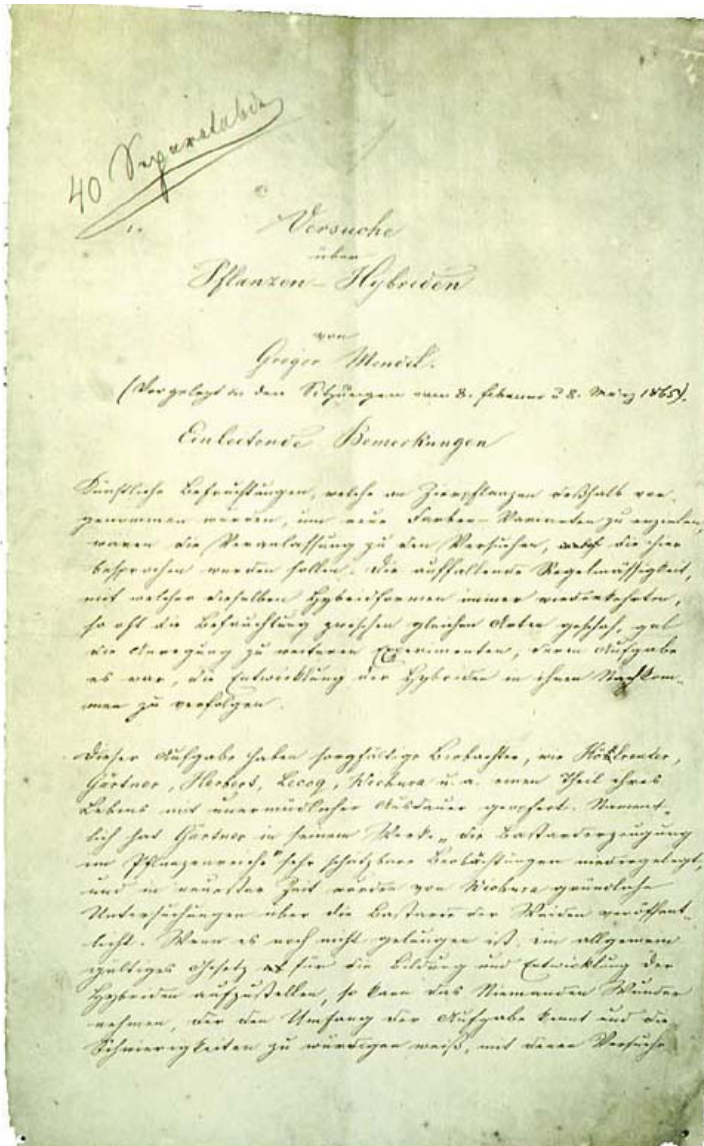 40 Separatabdr.
Versuche
über
Pflanzen-Hybriden
von
Gregor Mendel.
(Vorgelegt in den Sitzungen vom 8. Februar u 8. März 1865).
Einleitende Bemerkungen
Künstliche Befruchtungen, welche an Zierpflanzen deßhalb vor-
genommen wurden, um neue Farben-Varianten zu erzielen,
waren die Veranlassung zu den Versuchen, die hier
besprochen werden sollen. Die auffallende Regelmässigkeit,
mit welcher dieselben Hybridformen immer wiederkehrten,
so oft die Befruchtung zwischen gleichen Arten geschah, gab
die Anregung zu weiteren Experimenten, deren Aufgabe
es war, die Entwicklung der Hybriden in ihren Nachkom-
men zu verfolgen.
Dieser Aufgabe haben sorgfältige Beobachter, wie Kölreuter,
Gärtner, Herbert, Lecoq, Wichura u. a. einen Theil ihres
Lebens mit unermüdlicher Ausdauer geopfert. Nament-
lich hat Gärtner in seinem Werke „die Bastarderzeugung
im Pflanzenreiche" sehr schätzbare Beobachtungen niedergelegt,
und in neuester Zeit wurden von Wichura gründliche
Untersuchungen über die Bastarde der Weiden veröffent-
licht. Wenn es noch nicht gelungen ist, ein allgemein
gültiges Gesetz für die Bildung und Entwicklung der
Hybriden aufzustellen, so kann das Niemanden Wunder
nehmen, der den Umfang der Aufgabe kennt und die
Schwierigkeiten zu würdigen weiß, mit denen Versuche